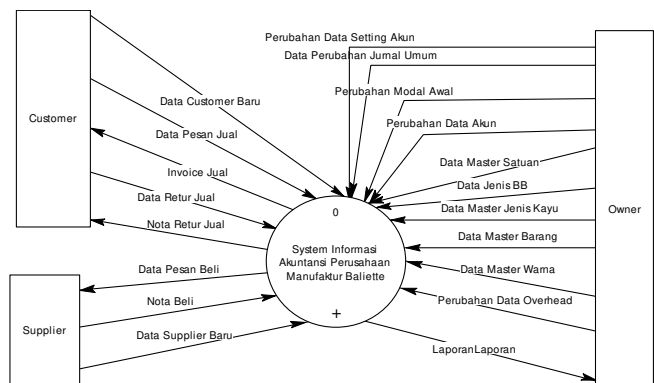 Perubahan Data Setting Akun
Data Perubahan Jurnal Umum
Perubahan Modal Awal
Perubahan Data Akun
Data Customer Baru
Customer
Data Pesan Jual
Data Master Satuan
Invoice Jual
Data Jenis BB
Data Retur Jual
Data Master Jenis Kayu
Owner
0
Nota Retur Jual
Data Master Barang
System Informasi
Akuntansi Perusahaan
Manufaktur Baliette
Data Pesan Beli
Data Master Warna
Nota Beli
Perubahan Data Overhead
+
Supplier
Data Supplier Baru
LaporanLaporan